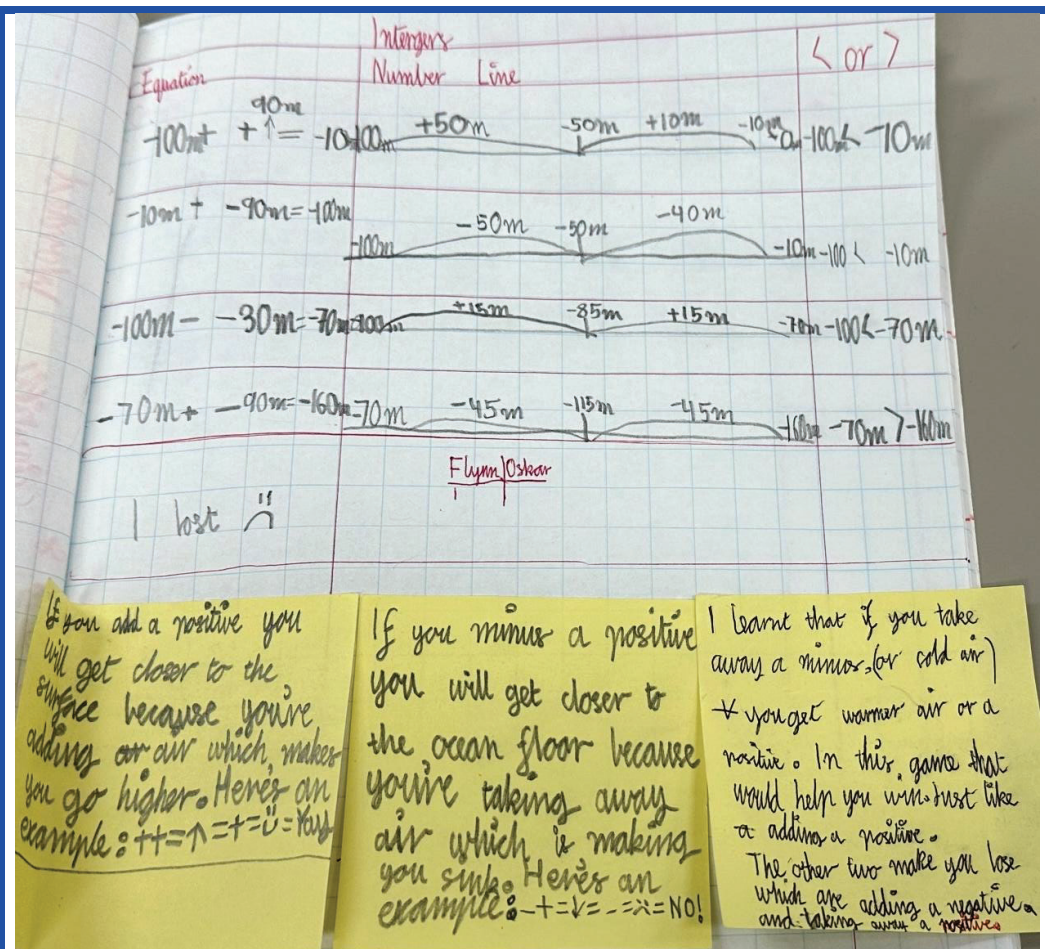 Intengers
Equation Number Line < or >
90m
-100m+ +↑= -10 -100m +50m -50m +10m -10m -100m< -10m
-10m + -90m=-100m -100m -50m -50m -40m -10m -100 < -10m
-100m- -30m=-70m -100m +15m -85m +15m -70m -100<-70m
-70m+ -90m=-160m -70m -45m -115m -45m -160m -70m >-160m
Flynn|Oskar
I lost
If you add a positive you
will get closer to the
surface because you're
adding air which makes
you go higher. Here's an
example: ++=↑=+=ü=Yay
If you minus a positive
you will get closer to
the ocean floor because
you're taking away
air which is making
you sink. Here's an
example: -+=↓=-=:(=NO!
I learnt that if you take
away a minus, (or cold air)
you get warmer air or a
positive. In this game that
would help you win. Just like
a adding a positive.
The other two make you lose
which are adding a negative
and taking away a positive.